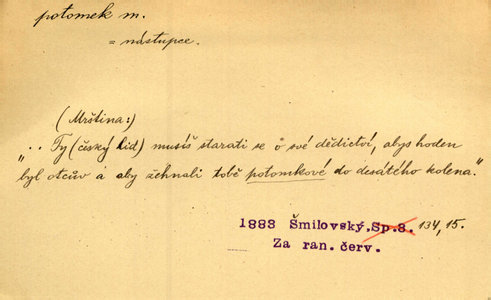 potomek m.
= nástupce.
(Mrština:)
„.. Ty (český lid) musíš starati se o své dědictví, abys hoden
byl otcův a aby žehnali tobě potomkové do desátého kolena."
1883 Šmilovský, Sp. 8. 134, 15.
Za ran. červ.